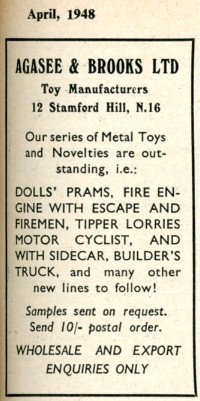 April, 1948
AGASEE & BROOKS LTD
Toy Manufacturers
12 Stamford Hill, N.16
Our series of Metal Toys
and Novelties are out-
standing, i.e.:
DOLLS' PRAMS, FIRE EN-
GINE WITH ESCAPE AND
FIREMEN, TIPPER LORRIES
MOTOR CYCLIST, AND
WITH SIDECAR, BUILDER'S
TRUCK, and many other
new lines to follow!
Samples sent on request.
Send 10/- postal order.
WHOLESALE AND EXPORT
ENQUIRIES ONLY